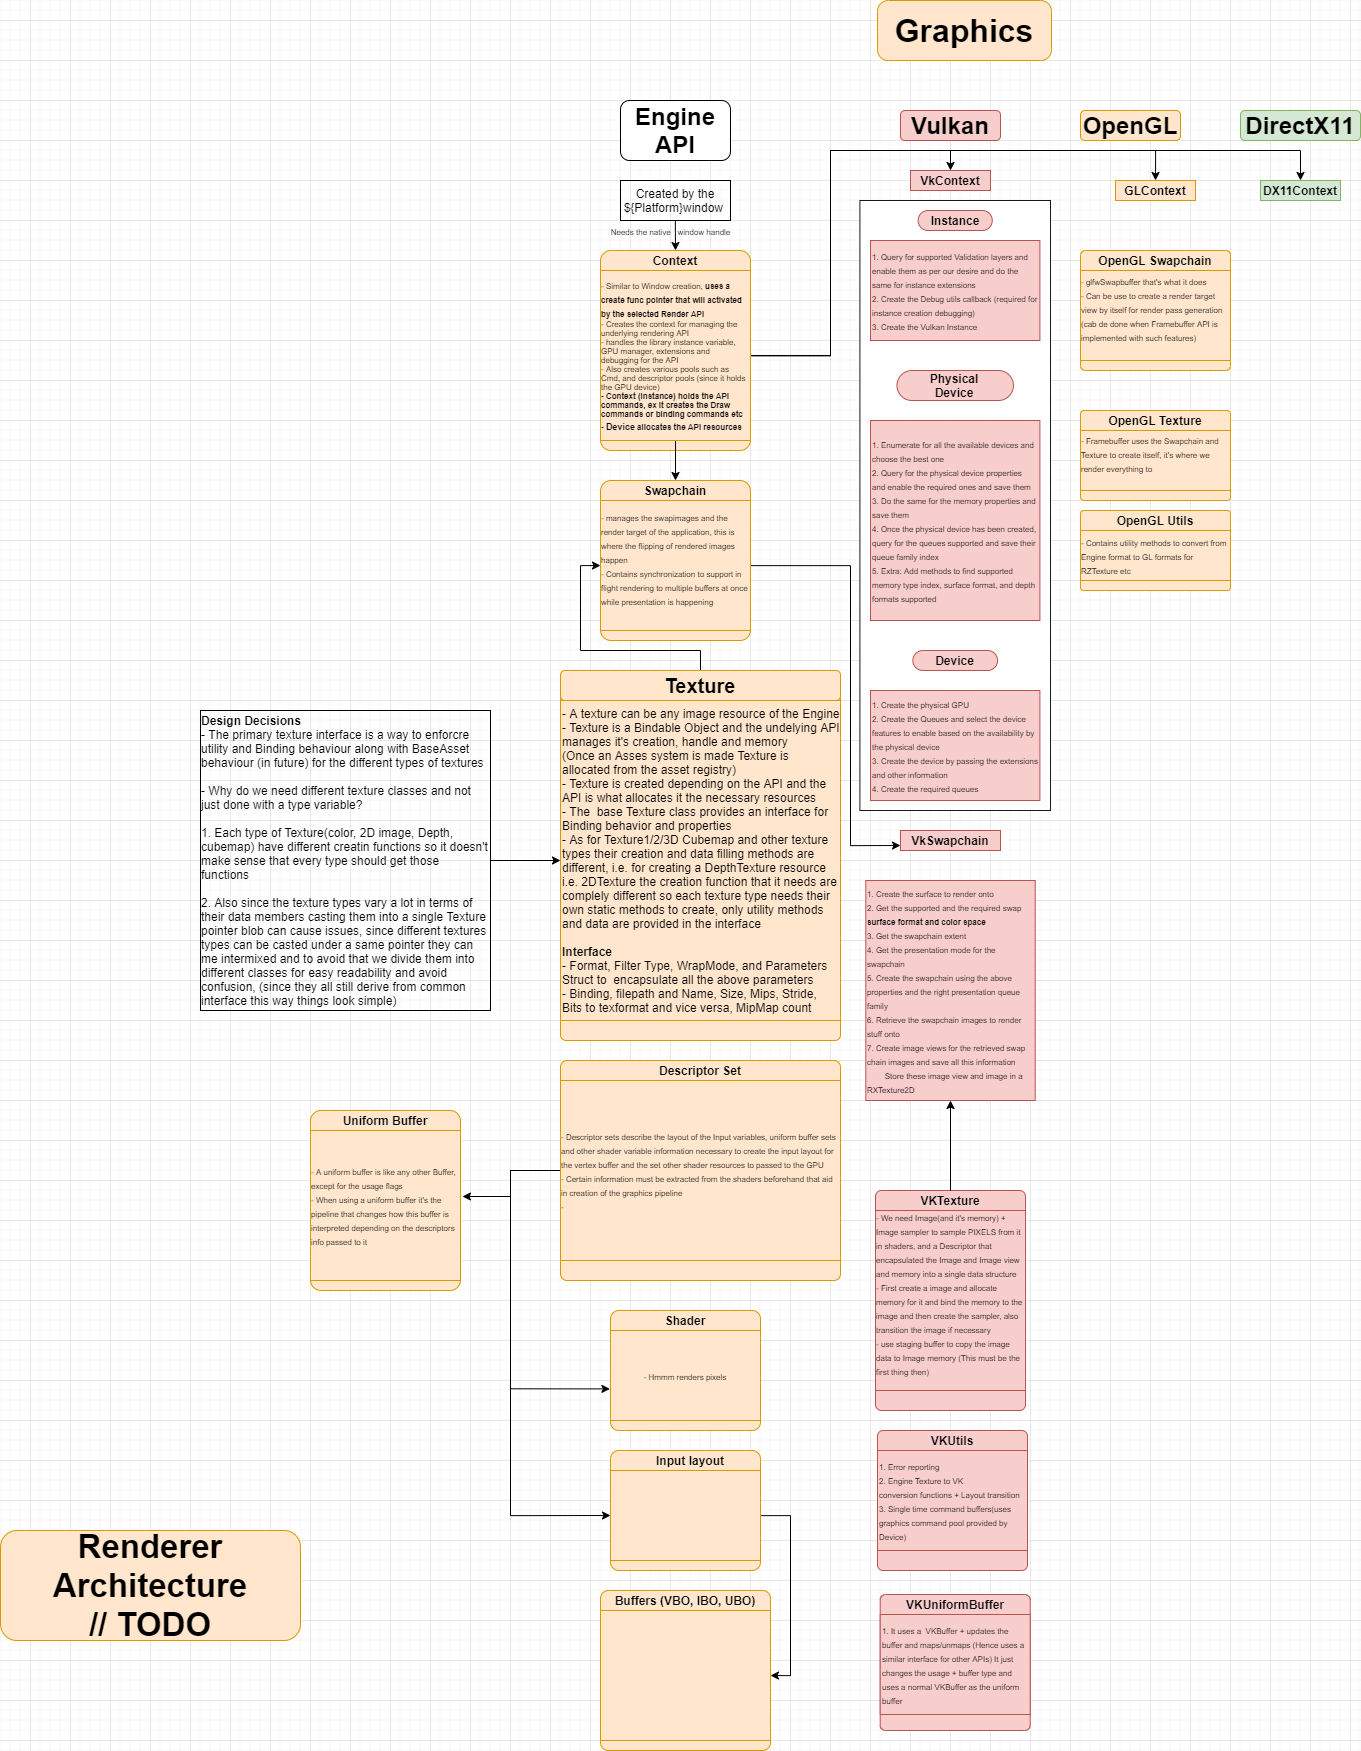 Graphics
Engine
API
Vulkan
OpenGL
DirectX11
Created by the
${Platform}window
Needs the native window handle
VkContext
GLContext
DX11Context
Context
- Similar to Window creation, uses a
create func pointer that will activated
by the selected Render API
- Creates the context for managing the
underlying rendering API
- handles the library instance variable,
GPU manager, extensions and
debugging for the API
- Also creates various pools such as
Cmd, and descriptor pools (since it holds
the GPU device)
- Context (Instance) holds the API
commands, ex it creates the Draw
commands or binding commands etc
- Device allocates the API resources
Swapchain
- manages the swapimages and the
render target of the application, this is
where the flipping of rendered images
happen
- Contains synchronization to support in
flight rendering to multiple buffers at once
while presentation is happening
Instance
1. Query for supported Validation layers and
enable them as per our desire and do the
same for instance extensions
2. Create the Debug utils callback (required for
instance creation debugging)
3. Create the Vulkan Instance
Physical
Device
1. Enumerate for all the available devices and
choose the best one
2. Query for the physical device properties
and enable the required ones and save them
3. Do the same for the memory properties and
save them
4. Once the physical device has been created,
query for the queues supported and save their
queue family index
5. Extra: Add methods to find supported
memory type index, surface format, and depth
formats supported
Device
1. Create the physical GPU
2. Create the Queues and select the device
features to enable based on the availability by
the physical device
3. Create the device by passing the extensions
and other information
4. Create the required queues
OpenGL Swapchain
- glfwSwapbuffer that's what it does
- Can be use to create a render target
view by itself for render pass generation
(cab de done when Framebuffer API is
implemented with such features)
OpenGL Texture
- Framebuffer uses the Swapchain and
Texture to create itself, it's where we
render everything to
OpenGL Utils
- Contains utility methods to convert from
Engine format to GL formats for
RZTexture etc
Design Decisions
- The primary texture interface is a way to enforcre
utility and Binding behaviour along with BaseAsset
behaviour (in future) for the different types of textures
- Why do we need different texture classes and not
just done with a type variable?
1. Each type of Texture(color, 2D image, Depth,
cubemap) have different creatin functions so it doesn't
make sense that every type should get those
functions
2. Also since the texture types vary a lot in terms of
their data members casting them into a single Texture
pointer blob can cause issues, since different textures
types can be casted under a same pointer they can
me intermixed and to avoid that we divide them into
different classes for easy readability and avoid
confusion, (since they all still derive from common
interface this way things look simple)
Texture
- A texture can be any image resource of the Engine
- Texture is a Bindable Object and the undelying API
manages it's creation, handle and memory
(Once an Asses system is made Texture is
allocated from the asset registry)
- Texture is created depending on the API and the
API is what allocates it the necessary resources
- The  base Texture class provides an interface for
Binding behavior and properties
- As for Texture1/2/3D Cubemap and other texture
types their creation and data filling methods are
different, i.e. for creating a DepthTexture resource
i.e. 2DTexture the creation function that it needs are
complely different so each texture type needs their
own static methods to create, only utility methods
and data are provided in the interface
Interface
- Format, Filter Type, WrapMode, and Parameters
Struct to  encapsulate all the above parameters
- Binding, filepath and Name, Size, Mips, Stride,
Bits to texformat and vice versa, MipMap count
VkSwapchain
1. Create the surface to render onto
2. Get the supported and the required swap
surface format and color space
3. Get the swapchain extent
4. Get the presentation mode for the
swapchain
5. Create the swapchain using the above
properties and the right presentation queue
family
6. Retrieve the swapchain images to render
stuff onto
7. Create image views for the retrieved swap
chain images and save all this information
Store these image view and image in a
RXTexture2D
Descriptor Set
- Descriptor sets describe the layout of the Input variables, uniform buffer sets
and other shader variable information necessary to create the input layout for
the vertex buffer and the set other shader resources to passed to the GPU
- Certain information must be extracted from the shaders beforehand that aid
in creation of the graphics pipeline
-
Uniform Buffer
- A uniform buffer is like any other Buffer,
except for the usage flags
- When using a uniform buffer it's the
pipeline that changes how this buffer is
interpreted depending on the descriptors
info passed to it
VKTexture
- We need Image(and it's memory) +
Image sampler to sample PIXELS from it
in shaders, and a Descriptor that
encapsulated the Image and Image view
and memory into a single data structure
- First create a image and allocate
memory for it and bind the memory to the
image and then create the sampler, also
transition the image if necessary
- use staging buffer to copy the image
data to Image memory (This must be the
first thing then)
Shader
- Hmmm renders pixels
Input layout
VKUtils
1. Error reporting
2. Engine Texture to VK
conversion functions + Layout transition
3. Single time command buffers(uses
graphics command pool provided by
Device)
Renderer
Architecture
// TODO
Buffers (VBO, IBO, UBO)
VKUniformBuffer
1. It uses a  VKBuffer + updates the
buffer and maps/unmaps (Hence uses a
similar interface for other APIs) It just
changes the usage + buffer type and
uses a normal VKBuffer as the uniform
buffer